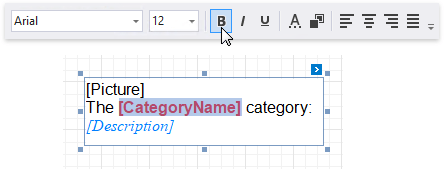 Arial 12 B I U A
[Picture]
The [CategoryName] category:
[Description]